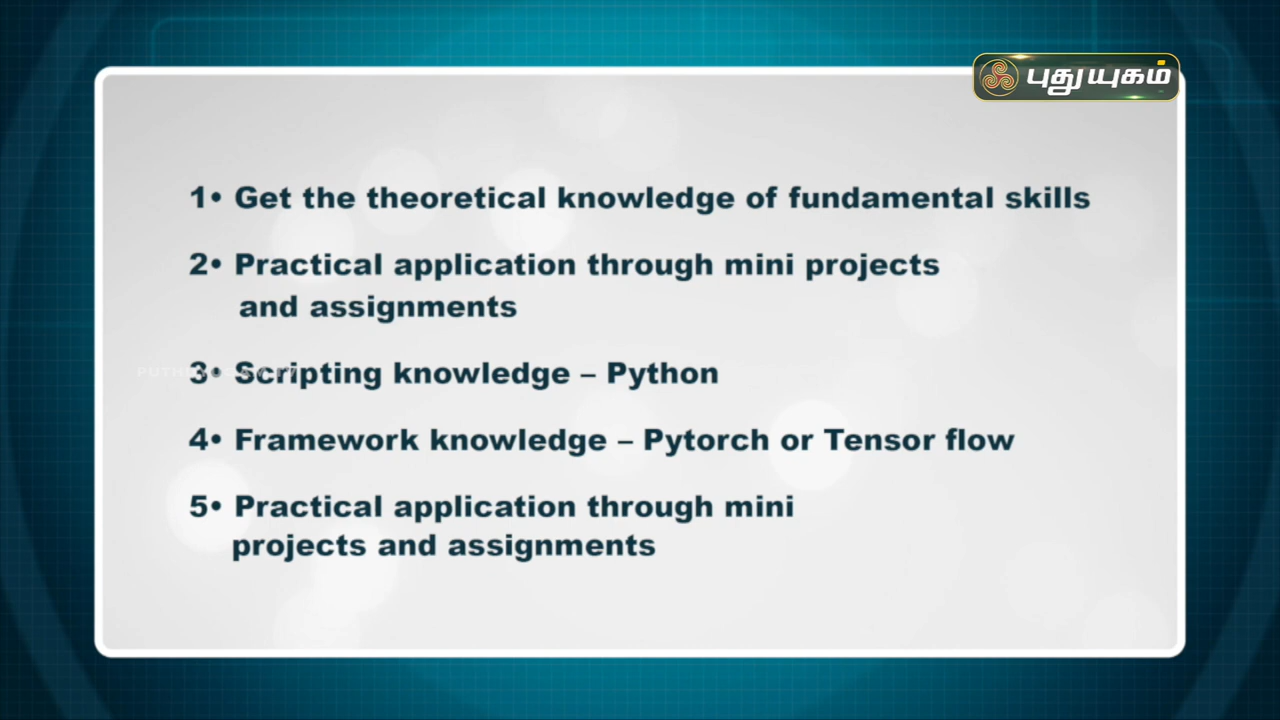 புதுயுகம்
1• Get the theoretical knowledge of fundamental skills
2• Practical application through mini projects
and assignments
3• Scripting knowledge – Python
4• Framework knowledge – Pytorch or Tensor flow
5• Practical application through mini
projects and assignments